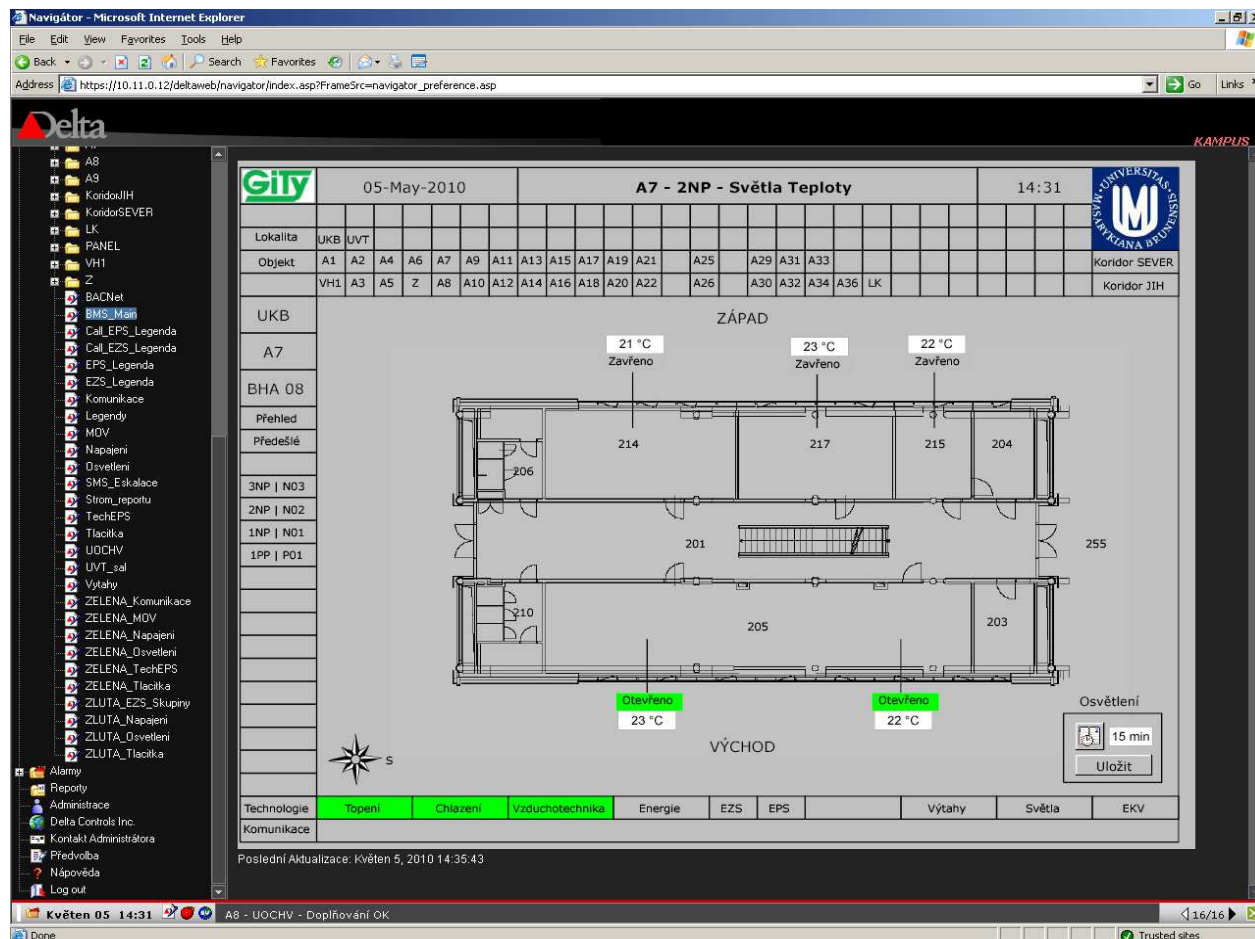 Navigátor - Microsoft Internet Explorer
File Edit View Favorites Tools Help
Back Search Favorites
Address https://10.11.0.12/deltaweb/navigator/index.asp?FrameSrc=navigator_preference.asp Go Links
Delta
KAMPUS
A8
A9
KoridorJIH
KoridorSEVER
LK
PANEL
VH1
Z
BACNet
BMS_Main
Call_EPS_Legenda
Call_EZS_Legenda
EPS_Legenda
EZS_Legenda
Komunikace
Legendy
MOV
Napajeni
Osvetleni
SMS_Eskalace
Strom_reportu
TechEPS
Tlacitka
UOCHV
UVT_sal
Vytahy
ZELENA_Komunikace
ZELENA_MOV
ZELENA_Napajeni
ZELENA_Osvetleni
ZELENA_TechEPS
ZELENA_Tlacitka
ZLUTA_EZS_Skupiny
ZLUTA_Napajeni
ZLUTA_Osvetleni
ZLUTA_Tlacitka
Alarmy
Reporty
Administrace
Delta Controls Inc.
Kontakt Administrátora
Předvolba
Nápověda
Log out
GiTy 05-May-2010 A7 - 2NP - Světla Teploty 14:31
UNIVERSITAS MASARYKIANA BRUNENSIS
Lokalita UKB UVT
Objekt A1 A2 A4 A6 A7 A9 A11 A13 A15 A17 A19 A21 A25 A29 A31 A33 Koridor SEVER
VH1 A3 A5 Z A8 A10 A12 A14 A16 A18 A20 A22 A26 A30 A32 A34 A36 LK Koridor JIH
UKB
A7
BHA 08
Přehled
Předešlé
3NP | N03
2NP | N02
1NP | N01
1PP | P01
ZÁPAD
21 °C 23 °C 22 °C
Zavřeno Zavřeno Zavřeno
214 217 215 204
206
201 255
210 205 203
Otevřeno Otevřeno
23 °C 22 °C
VÝCHOD
S
Osvětlení
15 min
Uložit
Technologie Topení Chlazení Vzduchotechnika Energie EZS EPS Výtahy Světla EKV
Komunikace
Poslední Aktualizace: Květen 5, 2010 14:35:43
Květen 05 14:31 A8 - UOCHV - Doplňování OK 16/16
Done Trusted sites